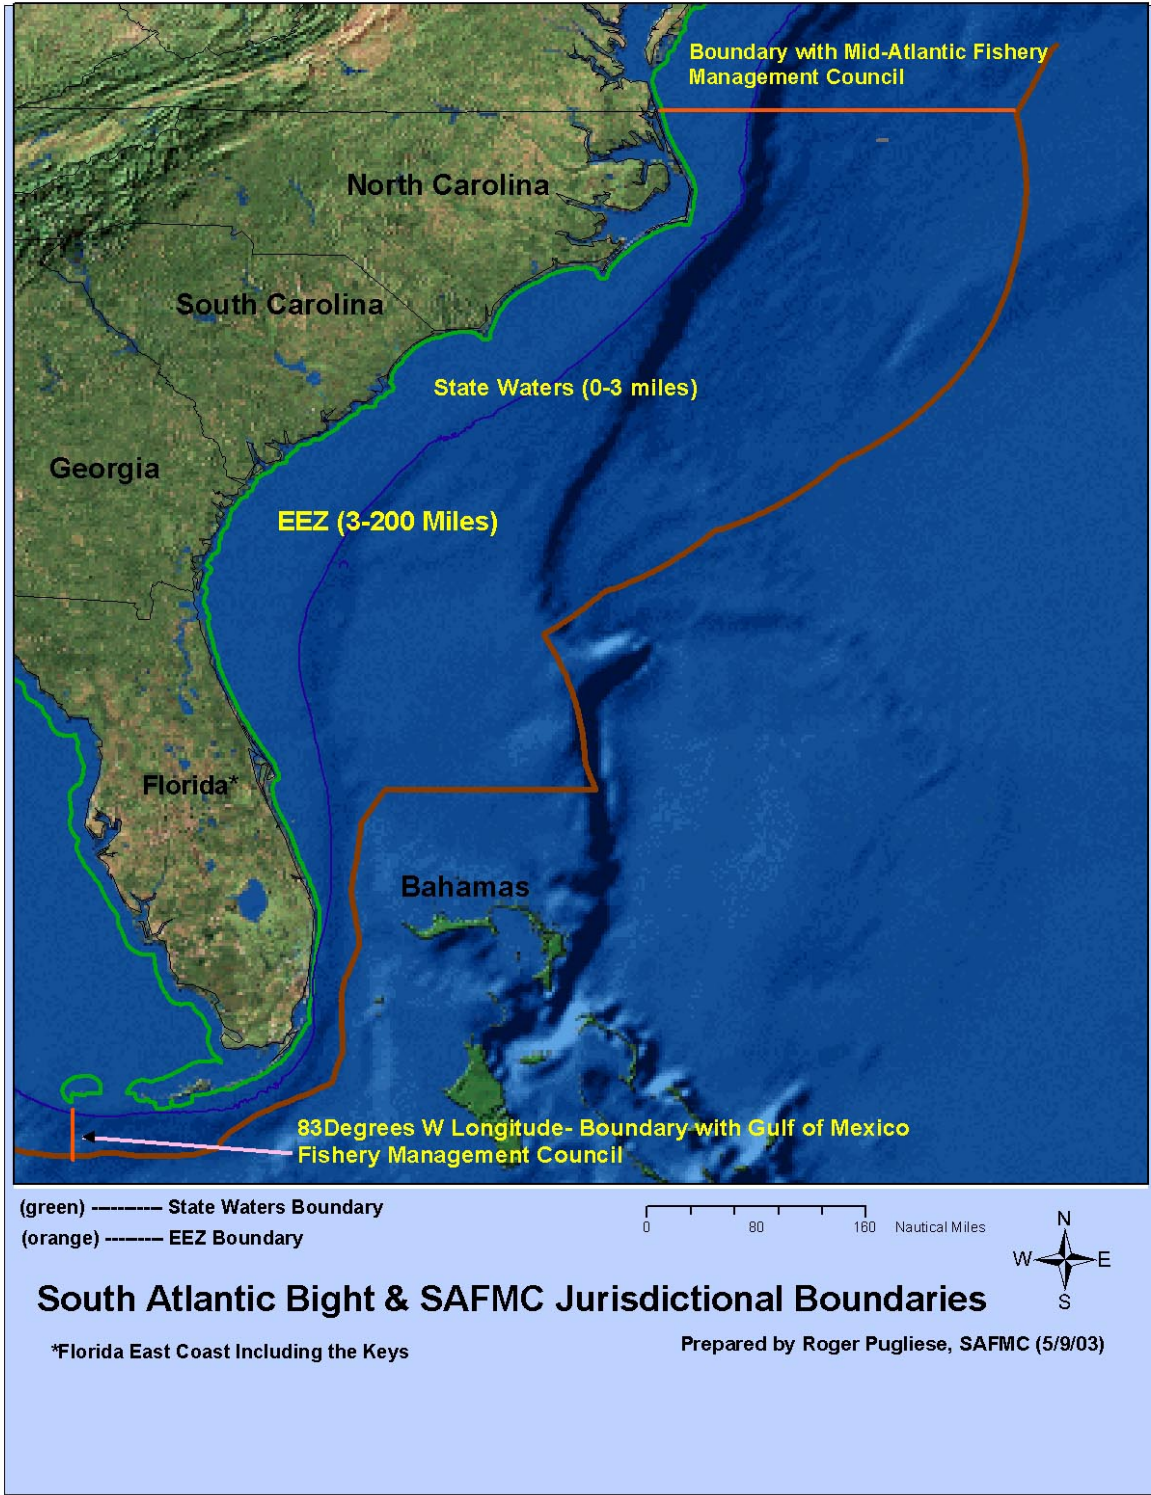 Boundary with Mid-Atlantic Fishery
Management Council
North Carolina
South Carolina
State Waters (0-3 miles)
Georgia
EEZ (3-200 Miles)
Florida*
Bahamas
83Degrees W Longitude- Boundary with Gulf of Mexico
Fishery Management Council
(green) ----------- State Waters Boundary
(orange) --------- EEZ Boundary
0 80 160 Nautical Miles
N
W E
S
South Atlantic Bight & SAFMC Jurisdictional Boundaries
*Florida East Coast Including the Keys
Prepared by Roger Pugliese, SAFMC (5/9/03)